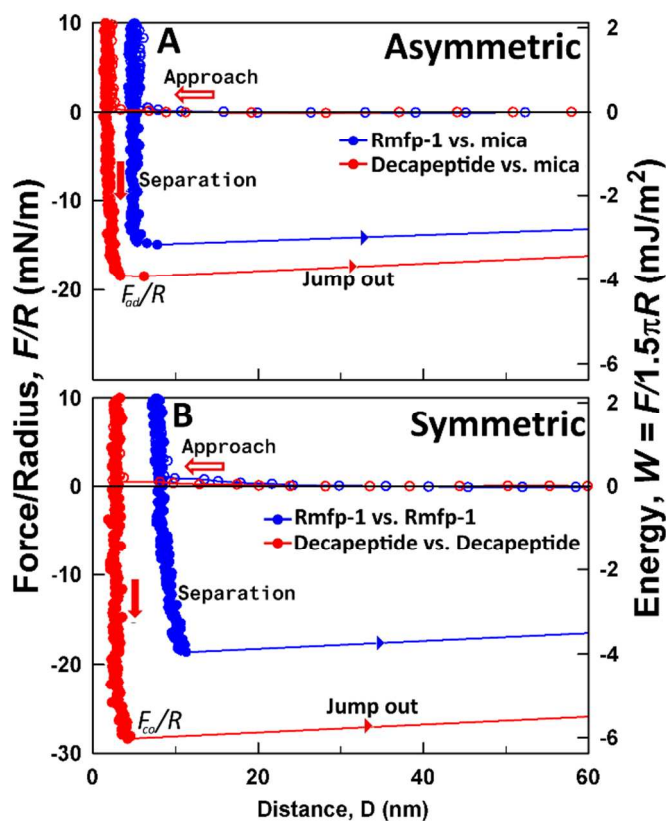 A
Asymmetric
Approach
Rmfp-1 vs. mica
Decapeptide vs. mica
Separation
Fad/R
Jump out
10
0
-10
-20
2
0
-2
-4
-6
B
Symmetric
Approach
Rmfp-1 vs. Rmfp-1
Decapeptide vs. Decapeptide
Separation
Fco/R
Jump out
10
0
-10
-20
-30
2
0
-2
-4
-6
0
20
40
60
Distance, D (nm)
Force/Radius, F/R (mN/m)
Energy, W = F/1.5πR (mJ/m²)